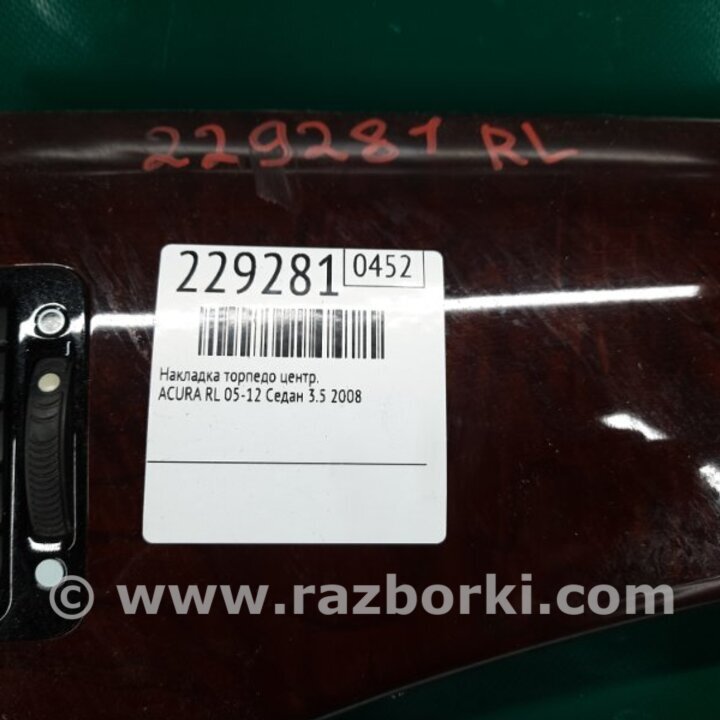 229281 RL
229281 0452
Накладка торпедо центр.
ACURA RL 05-12 Седан 3.5 2008
© www.razborki.com